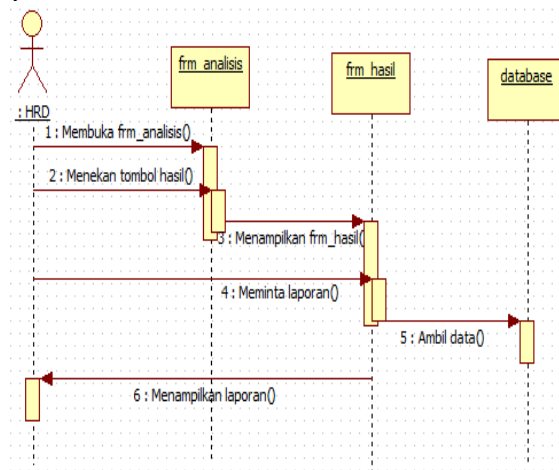 frm_analisis
frm_hasil
database
: HRD
1 : Membuka frm_analisis()
2 : Menekan tombol hasil()
3 : Menampilkan frm_hasil()
4 : Meminta laporan()
5 : Ambil data()
6 : Menampilkan laporan()